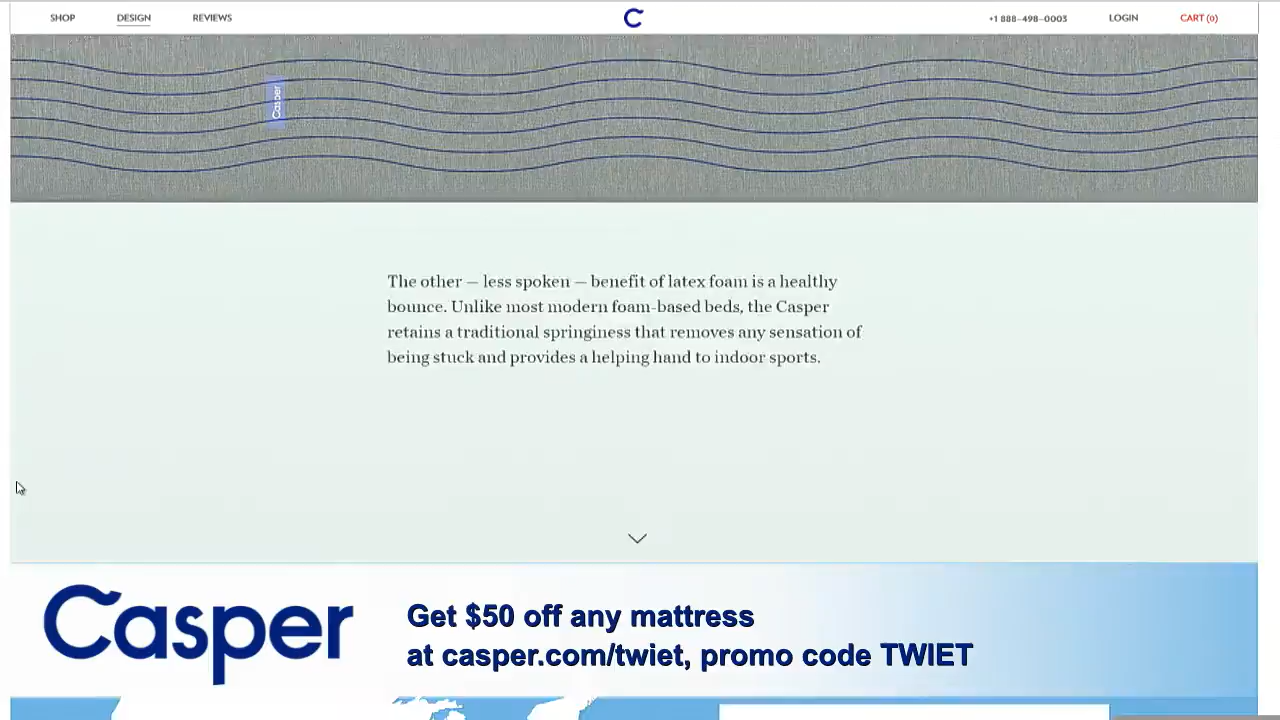 SHOP DESIGN REVIEWS C +1 888-498-0003 LOGIN CART (0)
Casper
The other — less spoken — benefit of latex foam is a healthy
bounce. Unlike most modern foam-based beds, the Casper
retains a traditional springiness that removes any sensation of
being stuck and provides a helping hand to indoor sports.
Casper
Get $50 off any mattress
at casper.com/twiet, promo code TWIET